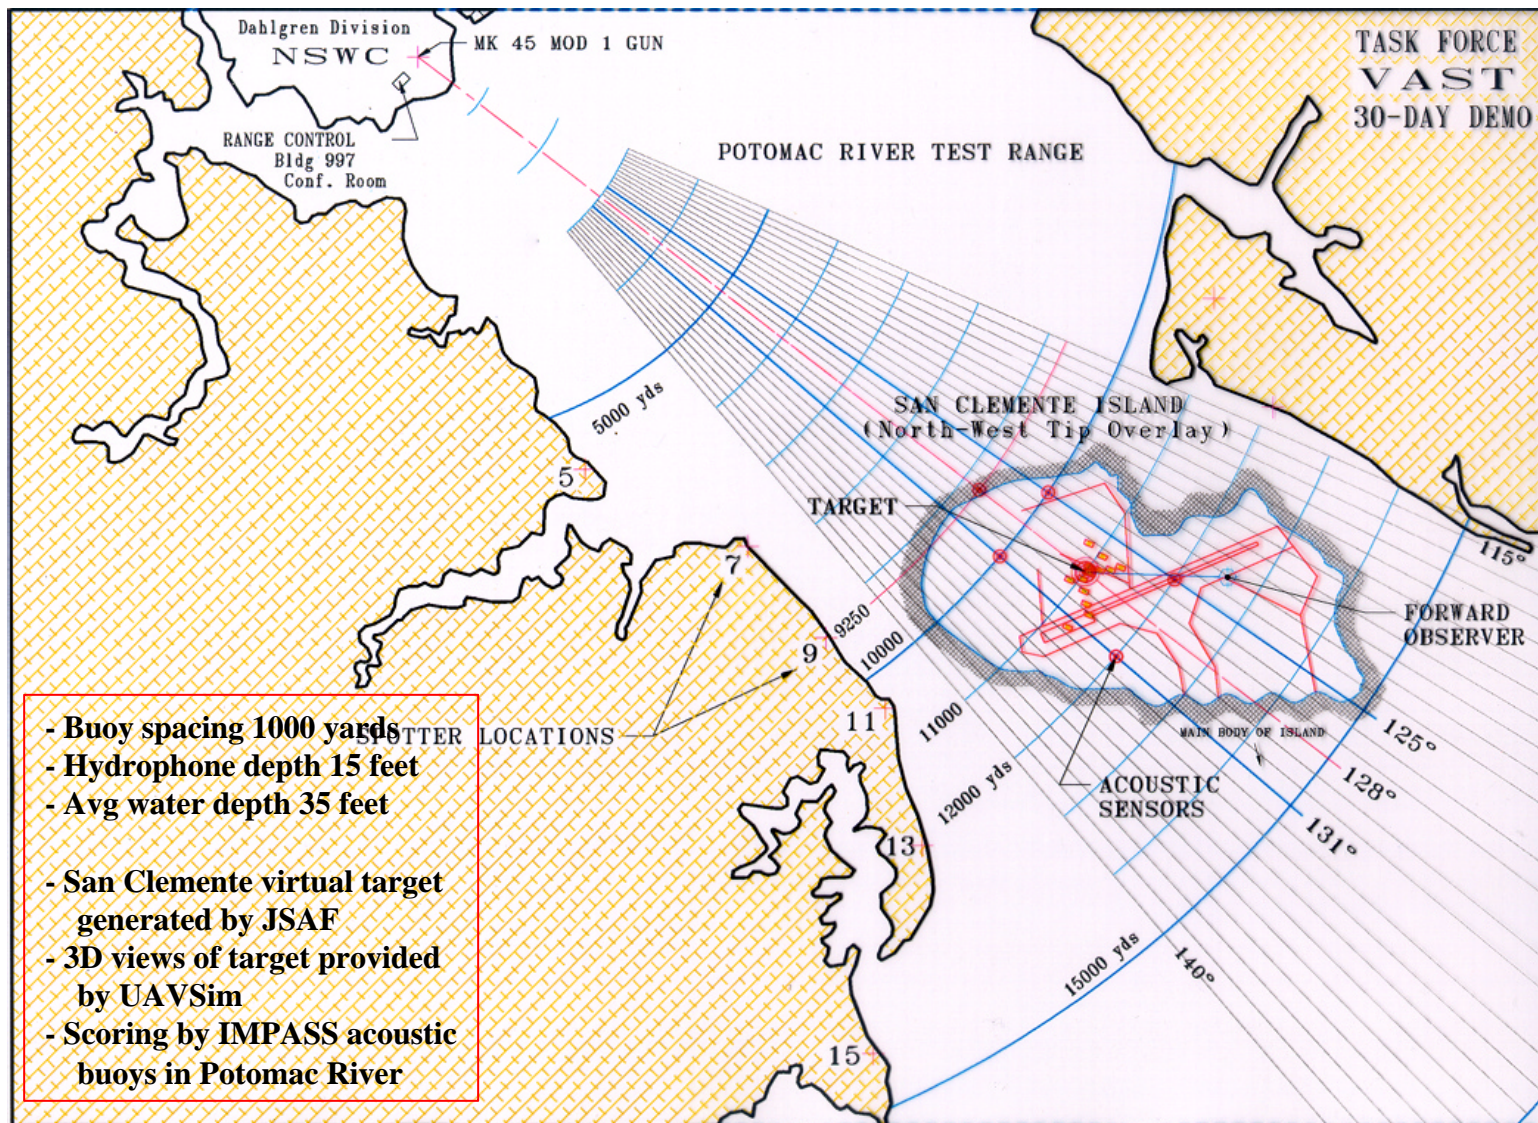 Dahlgren Division
NSWC
MK 45 MOD 1 GUN
TASK FORCE
VAST
30-DAY DEMO
RANGE CONTROL
Bldg 997
Conf. Room
POTOMAC RIVER TEST RANGE
5000 yds
SAN CLEMENTE ISLAND
(North-West Tip Overlay)
5
TARGET
7
115°
9250
9
10000
FORWARD
OBSERVER
11
11000
SPOTTER LOCATIONS
MAIN BODY OF ISLAND
125°
128°
12000 yds
ACOUSTIC
SENSORS
131°
13
140°
15000 yds
15
- Buoy spacing 1000 yards
- Hydrophone depth 15 feet
- Avg water depth 35 feet
- San Clemente virtual target
generated by JSAF
- 3D views of target provided
by UAVSim
- Scoring by IMPASS acoustic
buoys in Potomac River